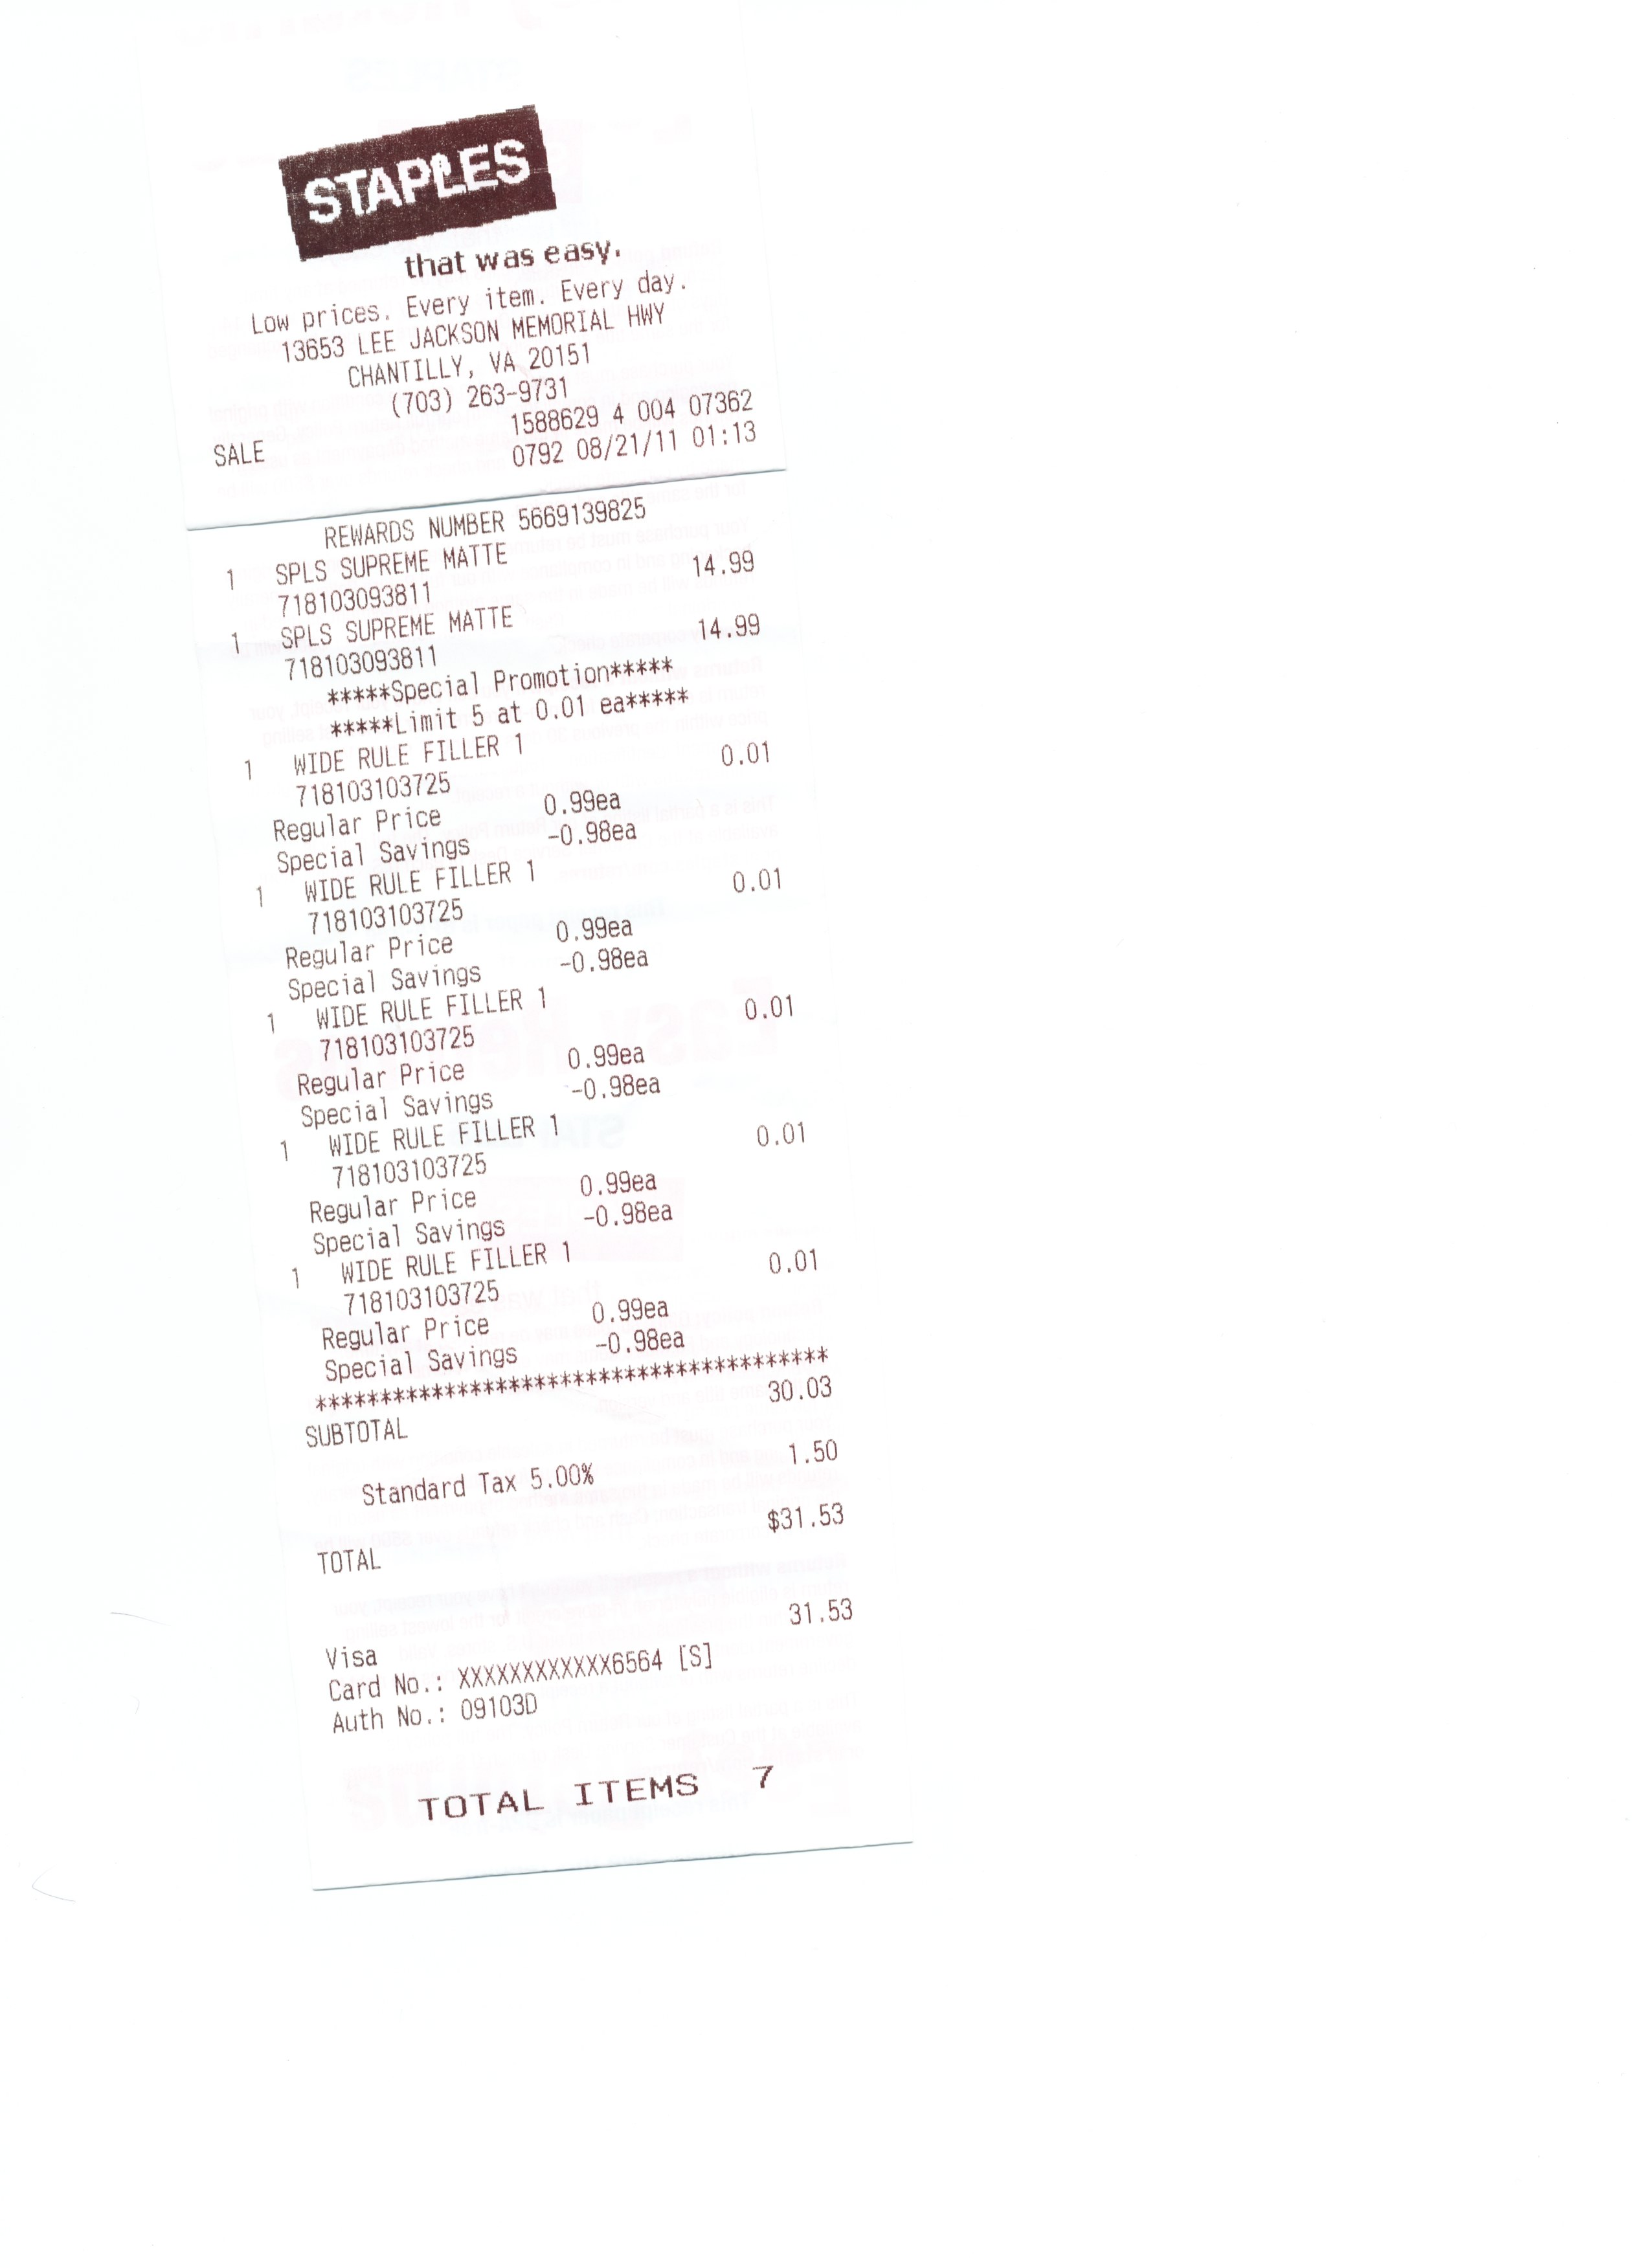 STAPLES
that was easy.
Low prices. Every item. Every day.
13653 LEE JACKSON MEMORIAL HWY
CHANTILLY, VA 20151
(703) 263-9731
1588629 4 004 07362
SALE 0792 08/21/11 01:13
REWARDS NUMBER 5669139825
1 SPLS SUPREME MATTE
718103093811 14.99
1 SPLS SUPREME MATTE
718103093811 14.99
*****Special Promotion*****
*****Limit 5 at 0.01 ea*****
1 WIDE RULE FILLER 1
718103103725 0.01
Regular Price 0.99ea
Special Savings -0.98ea
1 WIDE RULE FILLER 1
718103103725 0.01
Regular Price 0.99ea
Special Savings -0.98ea
1 WIDE RULE FILLER 1
718103103725 0.01
Regular Price 0.99ea
Special Savings -0.98ea
1 WIDE RULE FILLER 1
718103103725 0.01
Regular Price 0.99ea
Special Savings -0.98ea
1 WIDE RULE FILLER 1
718103103725 0.01
Regular Price 0.99ea
Special Savings -0.98ea
****************************************
SUBTOTAL 30.03
Standard Tax 5.00% 1.50
TOTAL $31.53
Visa 31.53
Card No.: XXXXXXXXXXXX6564 [S]
Auth No.: 09103D
TOTAL ITEMS 7